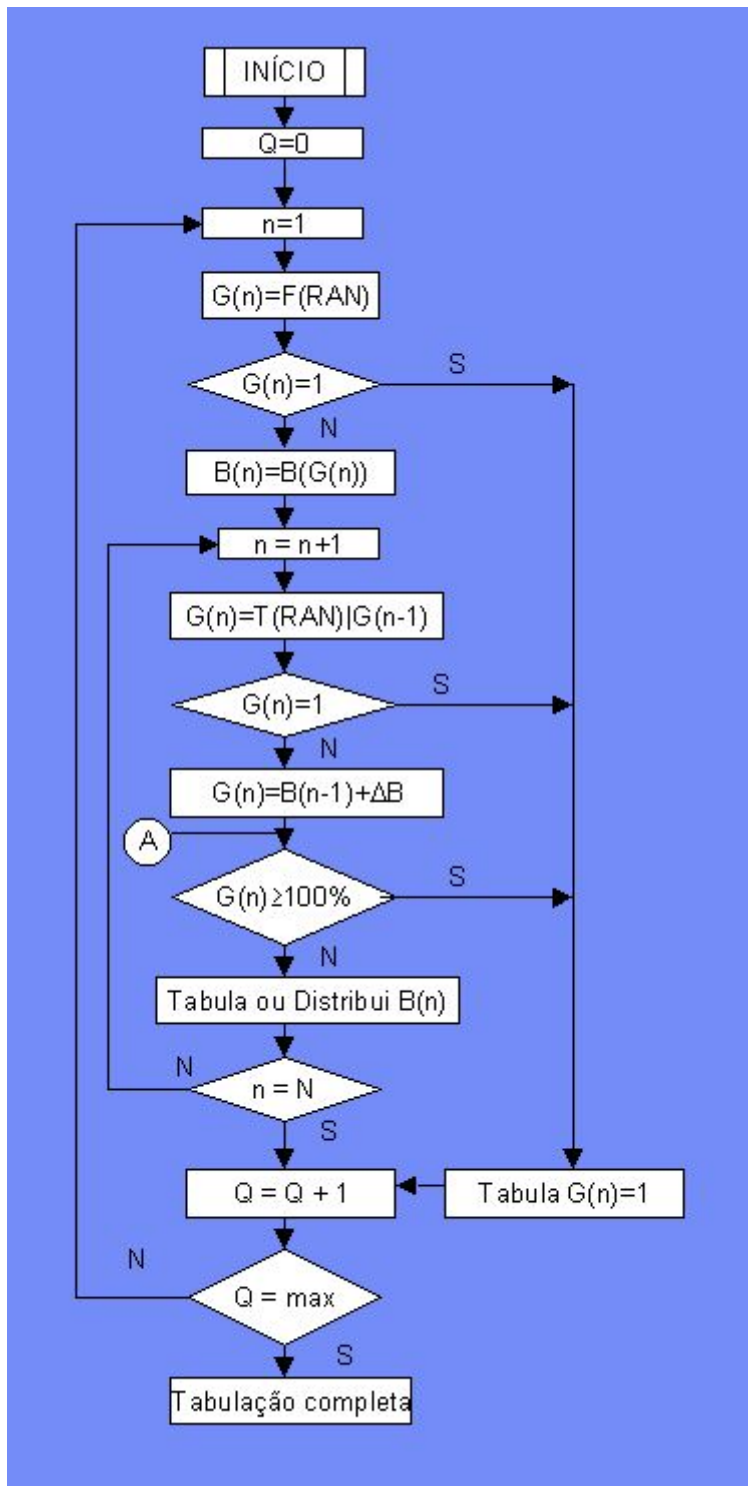 INÍCIO
Q=0
n=1
G(n)=F(RAN)
G(n)=1
S
N
B(n)=B(G(n))
n = n+1
G(n)=T(RAN)|G(n-1)
G(n)=1
S
N
G(n)=B(n-1)+ΔB
A
G(n)≥100%
S
N
Tabula ou Distribui B(n)
N
n = N
S
Q = Q + 1
Tabula G(n)=1
N
Q = max
S
Tabulação completa